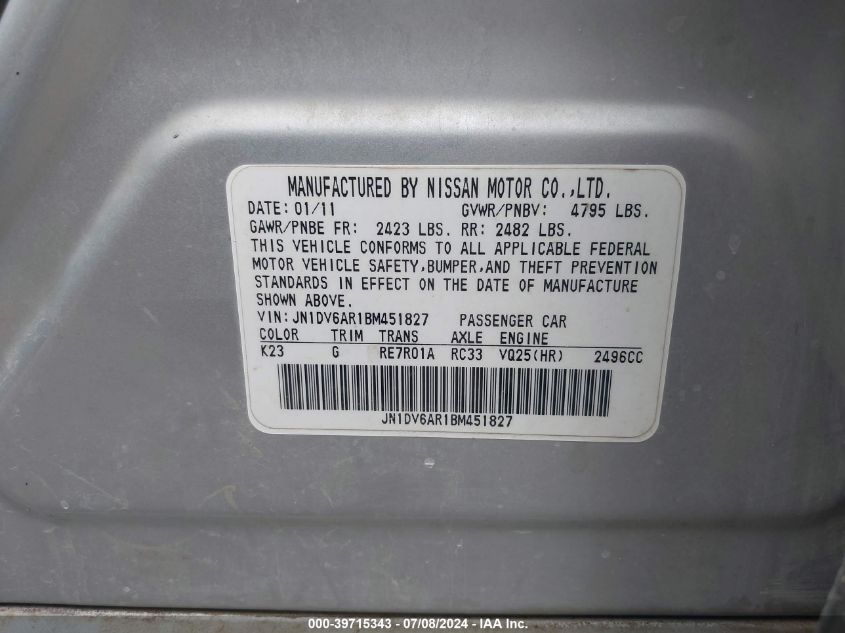 MANUFACTURED BY NISSAN MOTOR CO.,LTD.
DATE: 01/11 GVWR/PNBV: 4795 LBS.
GAWR/PNBE FR: 2423 LBS. RR: 2482 LBS.
THIS VEHICLE CONFORMS TO ALL APPLICABLE FEDERAL
MOTOR VEHICLE SAFETY,BUMPER,AND THEFT PREVENTION
STANDARDS IN EFFECT ON THE DATE OF MANUFACTURE
SHOWN ABOVE.
VIN: JN1DV6AR1BM451827 PASSENGER CAR
COLOR TRIM TRANS AXLE ENGINE
K23 G RE7R01A RC33 VQ25(HR) 2496CC
JN1DV6AR1BM451827
000-39715343 - 07/08/2024 - IAA Inc.